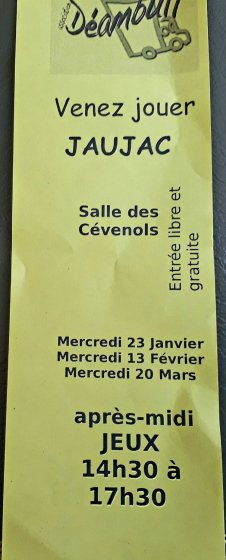 Déambull
Venez jouer
JAUJAC
Salle des
Cévenols
Entrée libre et
gratuite
Mercredi 23 Janvier
Mercredi 13 Février
Mercredi 20 Mars
après-midi
JEUX
14h30 à
17h30